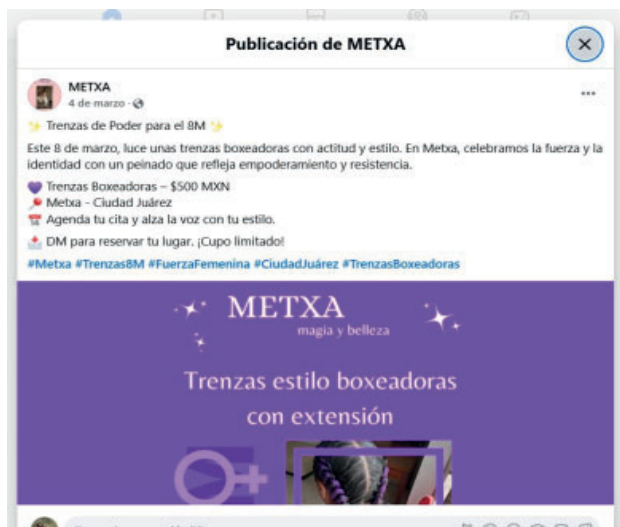 Publicación de METXA
METXA
4 de marzo ·
Trenzas de Poder para el 8M
Este 8 de marzo, luce unas trenzas boxeadoras con actitud y estilo. En Metxa, celebramos la fuerza y la
identidad con un peinado que refleja empoderamiento y resistencia.
Trenzas Boxeadoras – $500 MXN
Metxa - Ciudad Juárez
Agenda tu cita y alza la voz con tu estilo.
DM para reservar tu lugar. ¡Cupo limitado!
#Metxa #Trenzas8M #FuerzaFemenina #CiudadJuárez #TrenzasBoxeadoras
METXA
magia y belleza
Trenzas estilo boxeadoras
con extensión